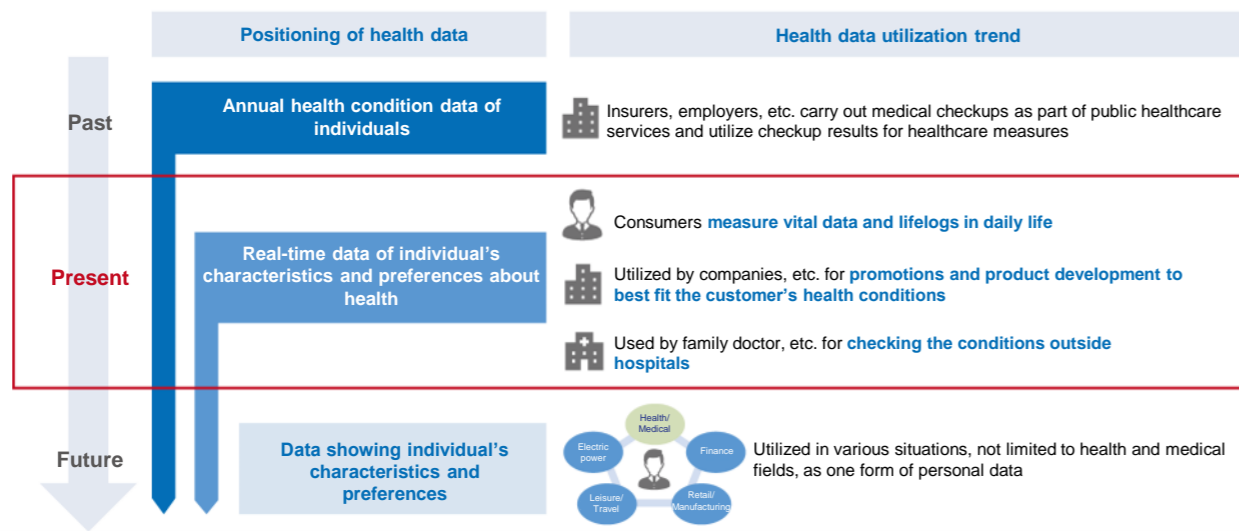 Positioning of health data
Health data utilization trend
Past
Annual health condition data of
individuals
Insurers, employers, etc. carry out medical checkups as part of public healthcare
services and utilize checkup results for healthcare measures
Present
Real-time data of individual’s
characteristics and preferences about
health
Consumers measure vital data and lifelogs in daily life
Utilized by companies, etc. for promotions and product development to
best fit the customer’s health conditions
Used by family doctor, etc. for checking the conditions outside
hospitals
Future
Data showing individual’s
characteristics and
preferences
Health/
Medical
Electric
power
Finance
Leisure/
Travel
Retail/
Manufacturing
Utilized in various situations, not limited to health and medical
fields, as one form of personal data